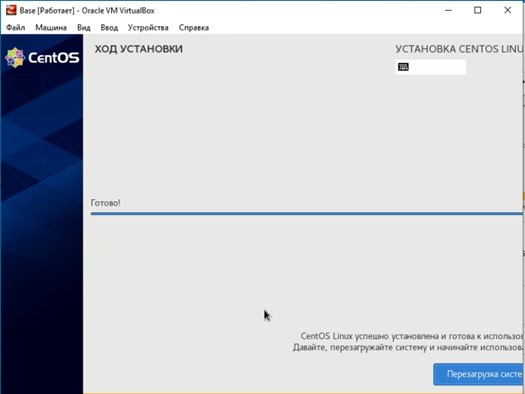 Base [Работает] - Oracle VM VirtualBox
Файл Машина Вид Ввод Устройства Справка
CentOS
ХОД УСТАНОВКИ
УСТАНОВКА CENTOS LINU
Готово!
CentOS Linux успешно установлена и готова к использо
Давайте, перезагружайте систему и начинайте использова
Перезагрузка систе